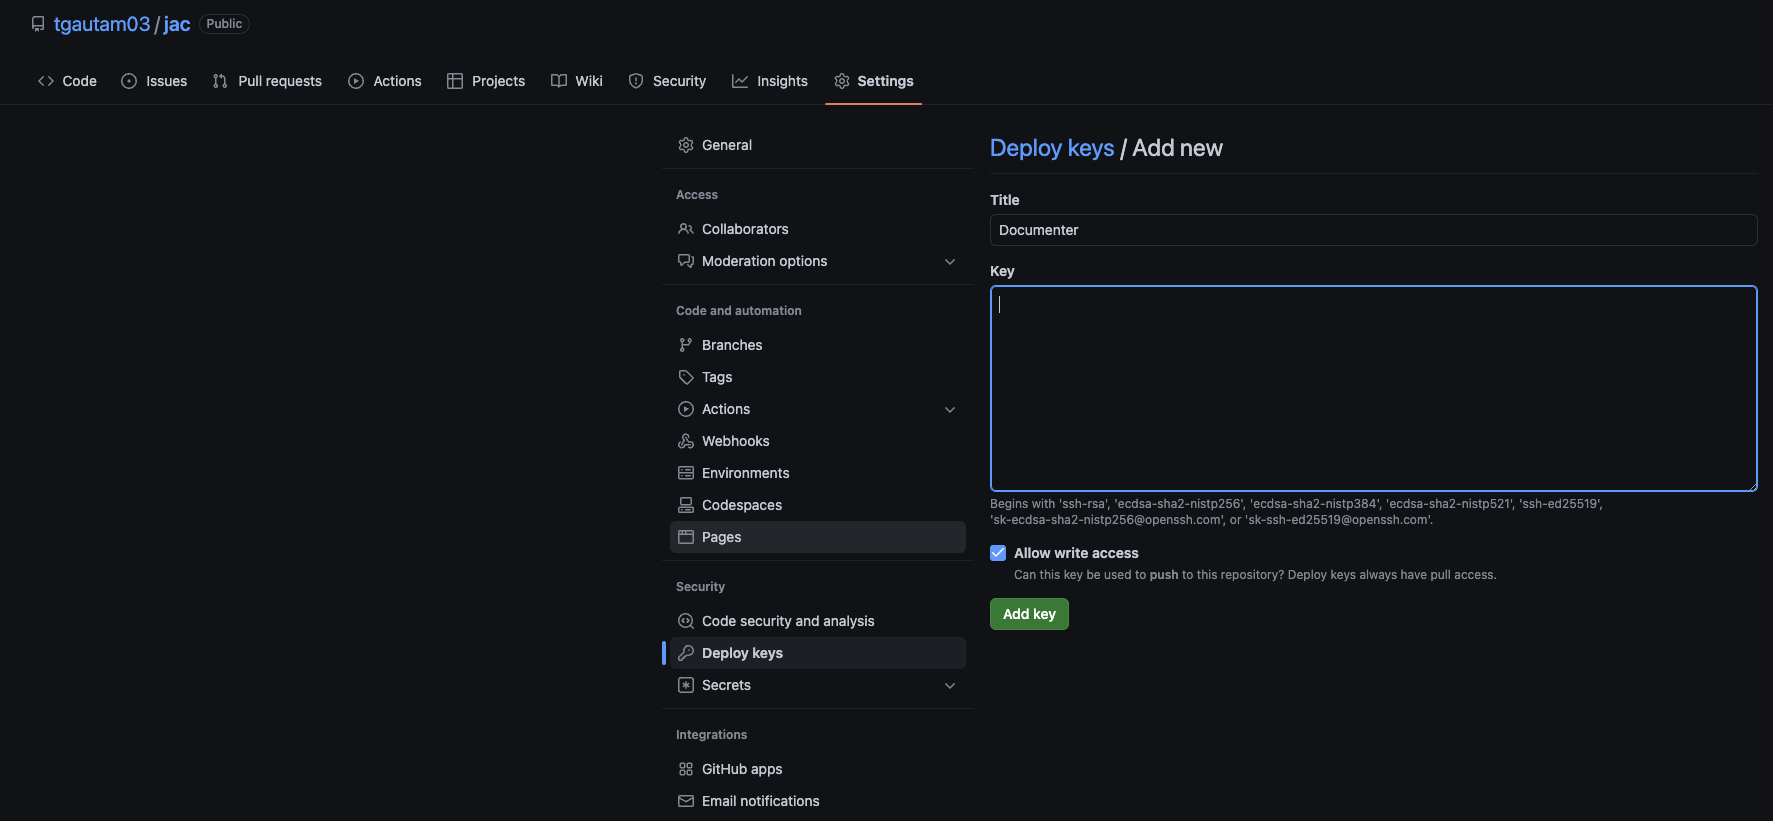 tgautam03 / jac Public
Code Issues Pull requests Actions Projects Wiki Security Insights Settings
General
Access
Collaborators
Moderation options
Code and automation
Branches
Tags
Actions
Webhooks
Environments
Codespaces
Pages
Security
Code security and analysis
Deploy keys
Secrets
Integrations
GitHub apps
Email notifications
Deploy keys / Add new
Title
Documenter
Key
Begins with 'ssh-rsa', 'ecdsa-sha2-nistp256', 'ecdsa-sha2-nistp384', 'ecdsa-sha2-nistp521', 'ssh-ed25519',
'sk-ecdsa-sha2-nistp256@openssh.com', or 'sk-ssh-ed25519@openssh.com'.
Allow write access
Can this key be used to push to this repository? Deploy keys always have pull access.
Add key